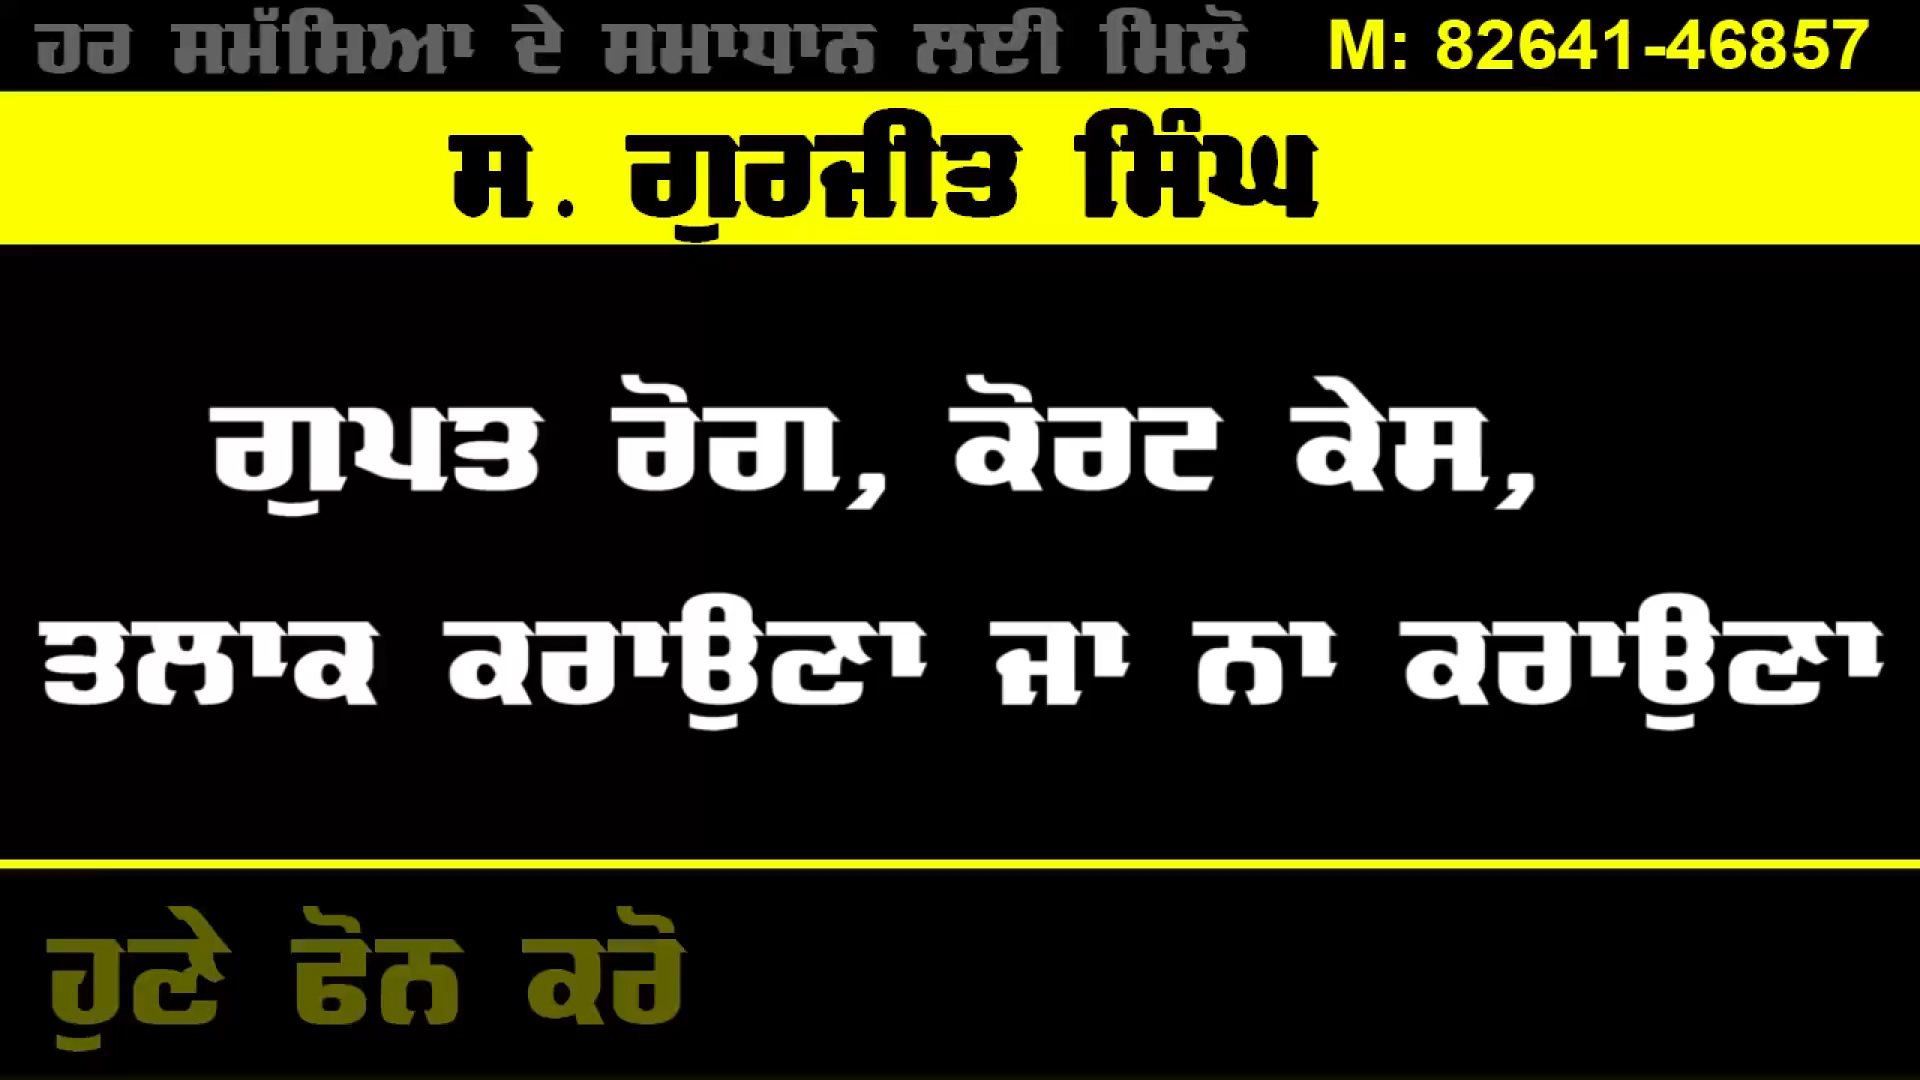 ਹਰ ਸਮੱਸਿਆ ਦੇ ਸਮਾਧਾਨ ਲਈ ਮਿਲੋ M: 82641-46857
ਸ. ਗੁਰਜੀਤ ਸਿੰਘ
ਗੁਪਤ ਰੋਗ, ਕੋਰਟ ਕੇਸ,
ਤਲਾਕ ਕਰਾਉਣਾ ਜਾ ਨਾ ਕਰਾਉਣਾ
ਹੁਣੇ ਫੋਨ ਕਰੋ